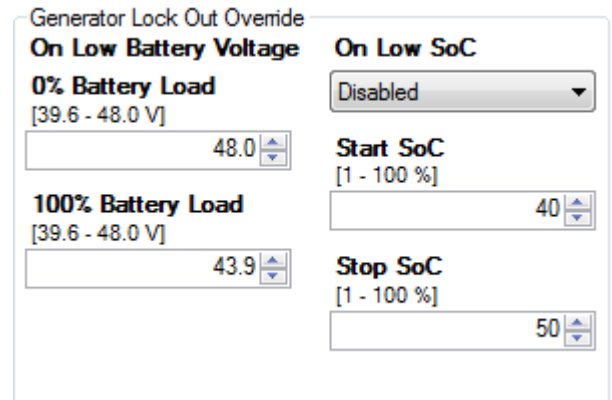 Generator Lock Out Override
On Low Battery Voltage
0% Battery Load
[39.6 - 48.0 V]
48.0
100% Battery Load
[39.6 - 48.0 V]
43.9
On Low SoC
Disabled
Start SoC
[1 - 100 %]
40
Stop SoC
[1 - 100 %]
50